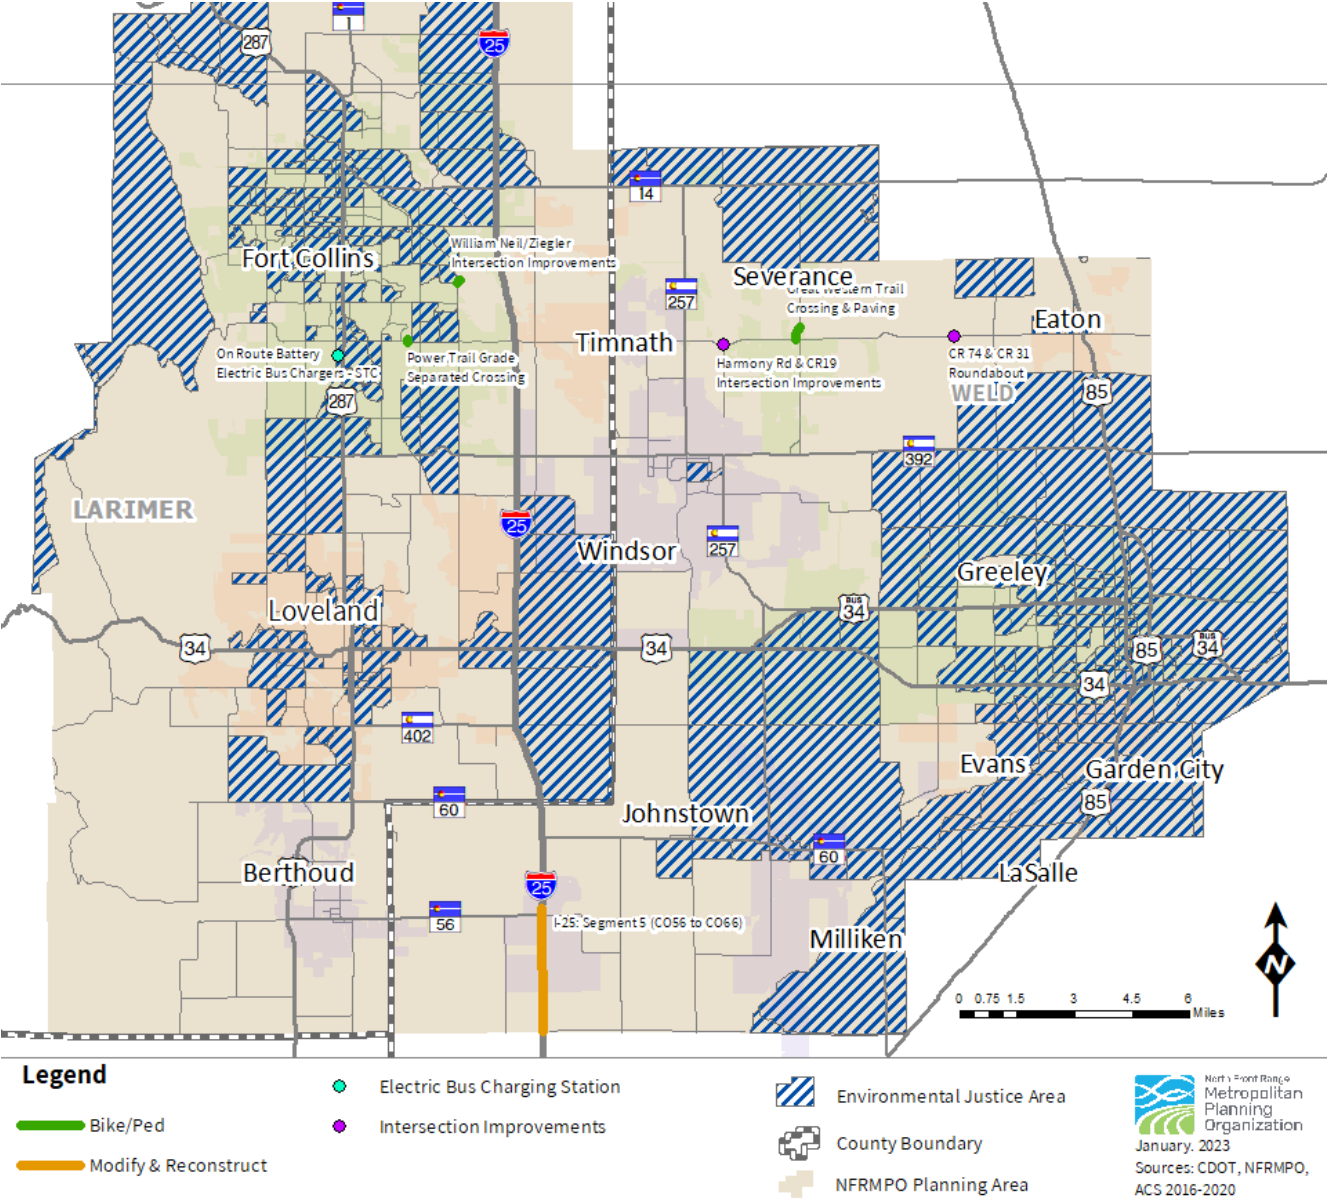 1
287
25
14
William Neil/Ziegler
Intersection Improvements
Fort Collins
Severance
257
Great Western Trail
Crossing & Paving
Eaton
Timnath
On Route Battery
Electric Bus Chargers - STC
Power Trail Grade
Separated Crossing
Harmony Rd & CR19
Intersection Improvements
CR 74 & CR 31
Roundabout
WELD
287
85
392
LARIMER
25
257
Windsor
Greeley
Loveland
BUS
34
34
34
85
BUS
34
34
402
Evans
Garden City
60
Johnstown
85
60
Berthoud
25
LaSalle
56
I-25: Segment 5 (CO56 to CO66)
Milliken
N
0 0.75 1.5 3 4.5 6
Miles
Legend
Bike/Ped
Modify & Reconstruct
Electric Bus Charging Station
Intersection Improvements
Environmental Justice Area
County Boundary
NFRMPO Planning Area
North Front Range
Metropolitan
Planning
Organization
January. 2023
Sources: CDOT, NFRMPO,
ACS 2016-2020